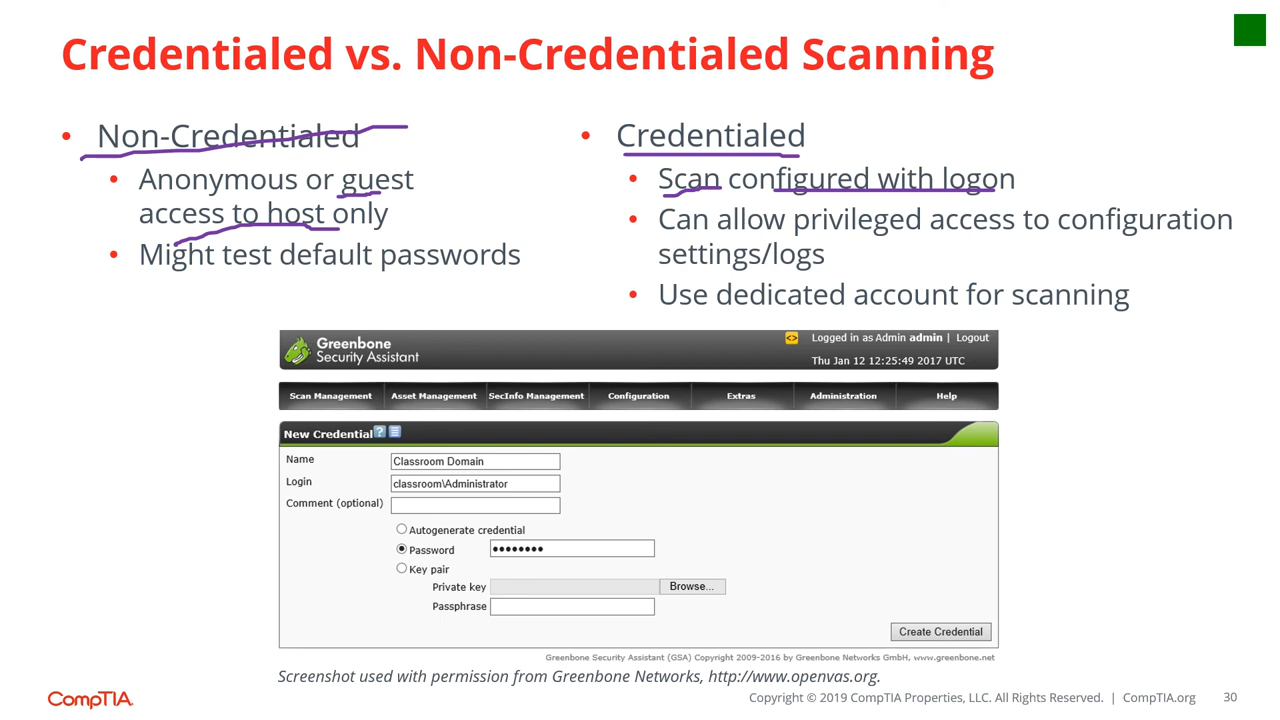 Credentialed vs. Non-Credentialed Scanning
• Non-Credentialed
• Anonymous or guest
access to host only
• Might test default passwords
• Credentialed
• Scan configured with logon
• Can allow privileged access to configuration
settings/logs
• Use dedicated account for scanning
Greenbone
Security Assistant
Logged in as Admin admin | Logout
Thu Jan 12 12:25:49 2017 UTC
Scan Management Asset Management SecInfo Management Configuration Extras Administration Help
New Credential ?
Name Classroom Domain
Login classroom\Administrator
Comment (optional)
Autogenerate credential
Password ••••••••
Key pair
Private key Browse...
Passphrase
Create Credential
Greenbone Security Assistant (GSA) Copyright 2009-2016 by Greenbone Networks GmbH, www.greenbone.net
Screenshot used with permission from Greenbone Networks, http://www.openvas.org.
CompTIA. Copyright © 2019 CompTIA Properties, LLC. All Rights Reserved. | CompTIA.org 30